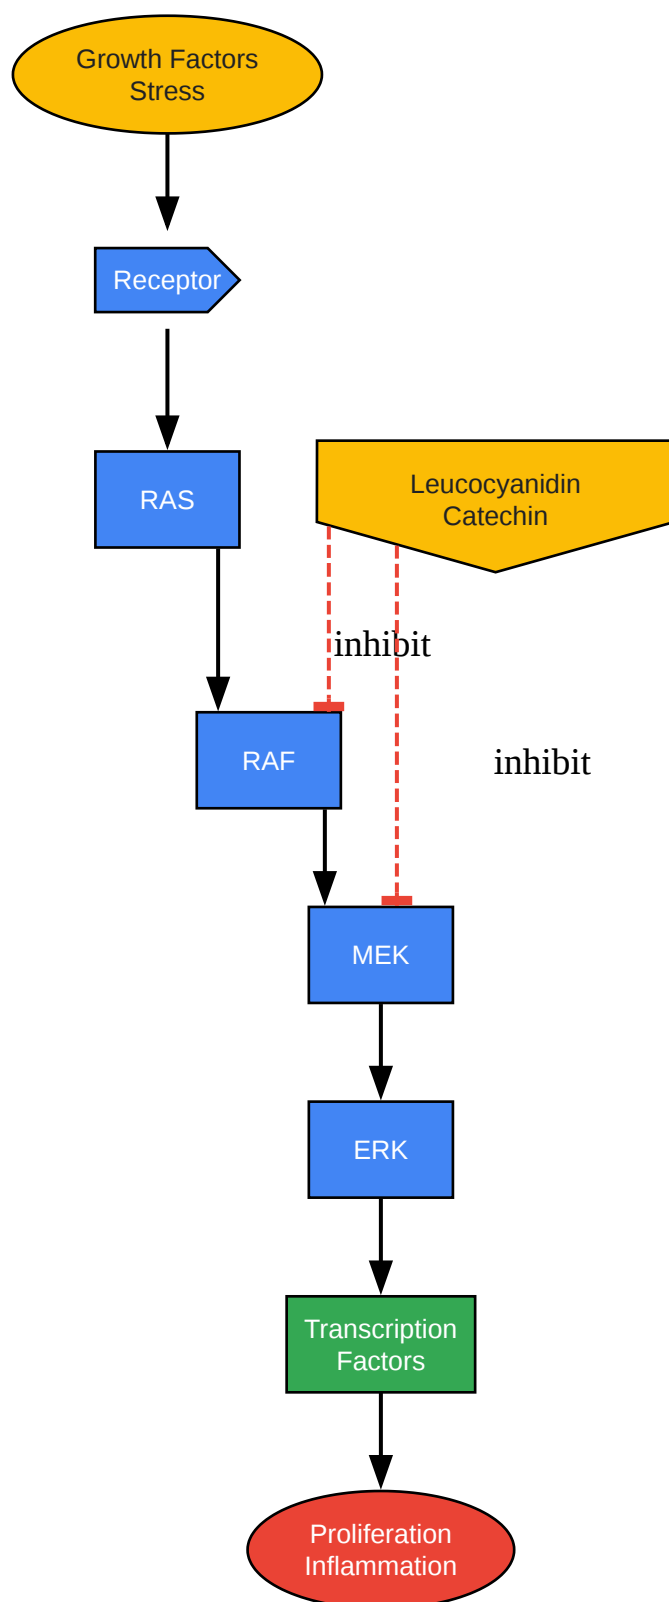 Growth Factors
Stress
Receptor
RAS
Leucocyanidin
Catechin
inhibit
RAF
inhibit
MEK
ERK
Transcription
Factors
Proliferation
Inflammation